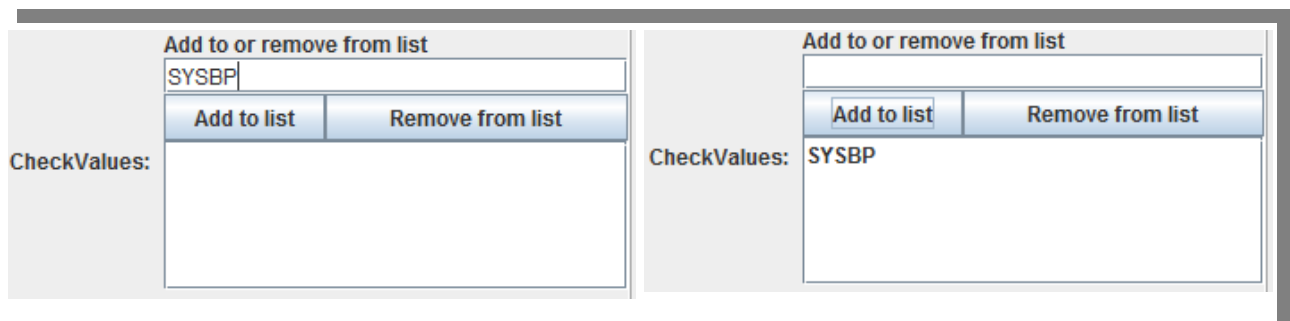 Add to or remove from list
SYSBP
Add to list Remove from list
CheckValues:
Add to or remove from list
Add to list Remove from list
CheckValues: SYSBP